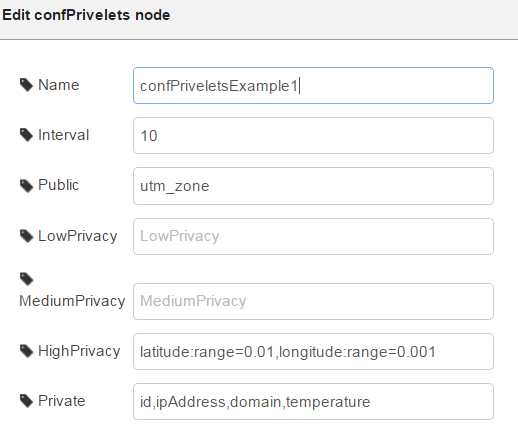 Edit confPrivelets node
Name confPriveletsExample1
Interval 10
Public utm_zone
LowPrivacy LowPrivacy
MediumPrivacy MediumPrivacy
HighPrivacy latitude:range=0.01,longitude:range=0.001
Private id,ipAddress,domain,temperature